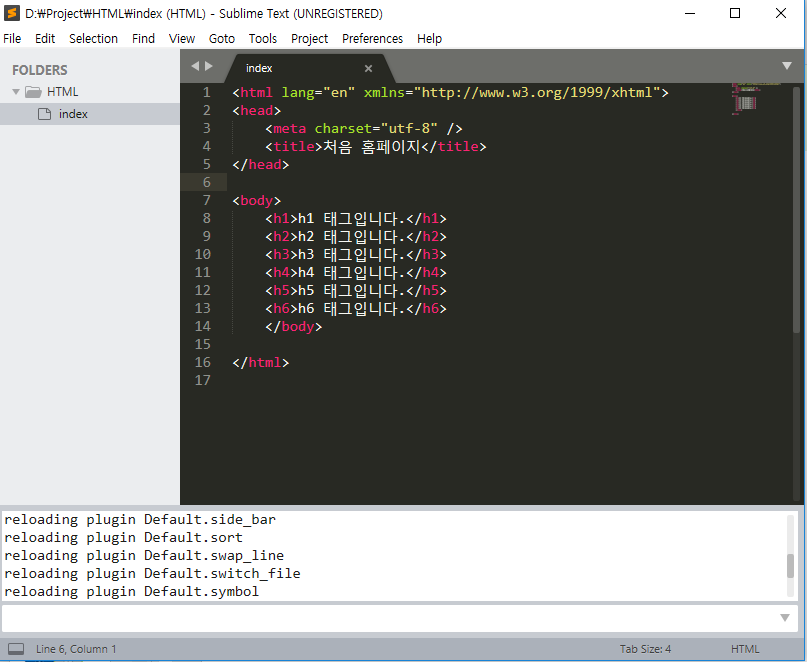 D:￦Project￦HTML￦index (HTML) - Sublime Text (UNREGISTERED)
File Edit Selection Find View Goto Tools Project Preferences Help
FOLDERS
HTML
index
index
1 <html lang="en" xmlns="http://www.w3.org/1999/xhtml">
2 <head>
3     <meta charset="utf-8" />
4     <title>처음 홈페이지</title>
5 </head>
6
7 <body>
8     <h1>h1 태그입니다.</h1>
9     <h2>h2 태그입니다.</h2>
10     <h3>h3 태그입니다.</h3>
11     <h4>h4 태그입니다.</h4>
12     <h5>h5 태그입니다.</h5>
13     <h6>h6 태그입니다.</h6>
14     </body>
15
16 </html>
17
reloading plugin Default.side_bar
reloading plugin Default.sort
reloading plugin Default.swap_line
reloading plugin Default.switch_file
reloading plugin Default.symbol
Line 6, Column 1 Tab Size: 4 HTML